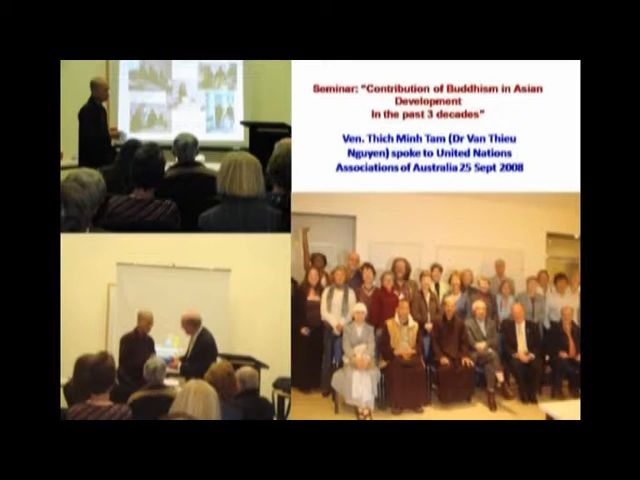 Seminar: "Contribution of Buddhism in Asian
Development
In the past 3 decades"
Ven. Thich Minh Tam (Dr Van Thieu
Nguyen) spoke to United Nations
Associations of Australia 25 Sept 2008